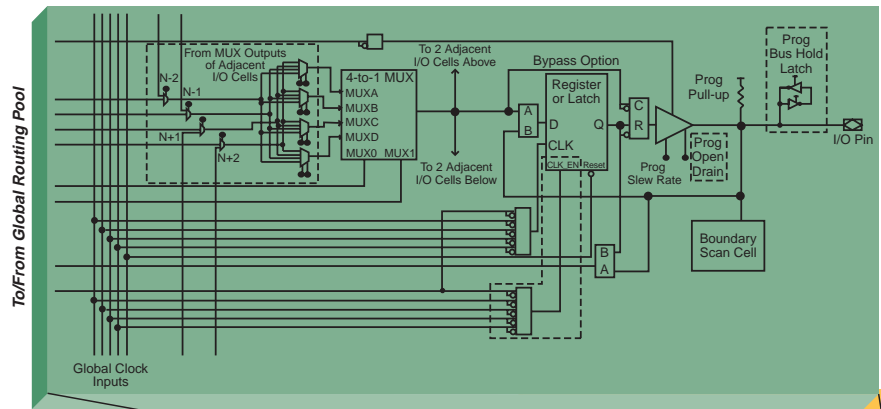 To/From Global Routing Pool
From MUX Outputs
of Adjacent
I/O Cells
N-2
N-1
N+1
N+2
4-to-1 MUX
MUXA
MUXB
MUXC
MUXD
MUX0 MUX1
To 2 Adjacent
I/O Cells Above
To 2 Adjacent
I/O Cells Below
Bypass Option
Register
or Latch
A
B
D
Q
CLK
CLK_EN
Reset
C
R
Prog
Slew Rate
Prog
Open
Drain
Prog
Pull-up
Prog
Bus Hold
Latch
I/O Pin
B
A
Boundary
Scan Cell
Global Clock
Inputs